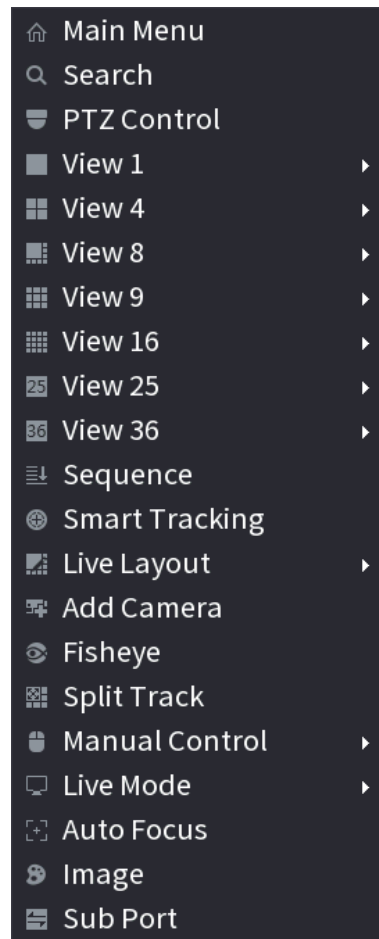 Main Menu
Search
PTZ Control
View 1
View 4
View 8
View 9
View 16
25 View 25
36 View 36
Sequence
Smart Tracking
Live Layout
Add Camera
Fisheye
Split Track
Manual Control
Live Mode
Auto Focus
Image
Sub Port